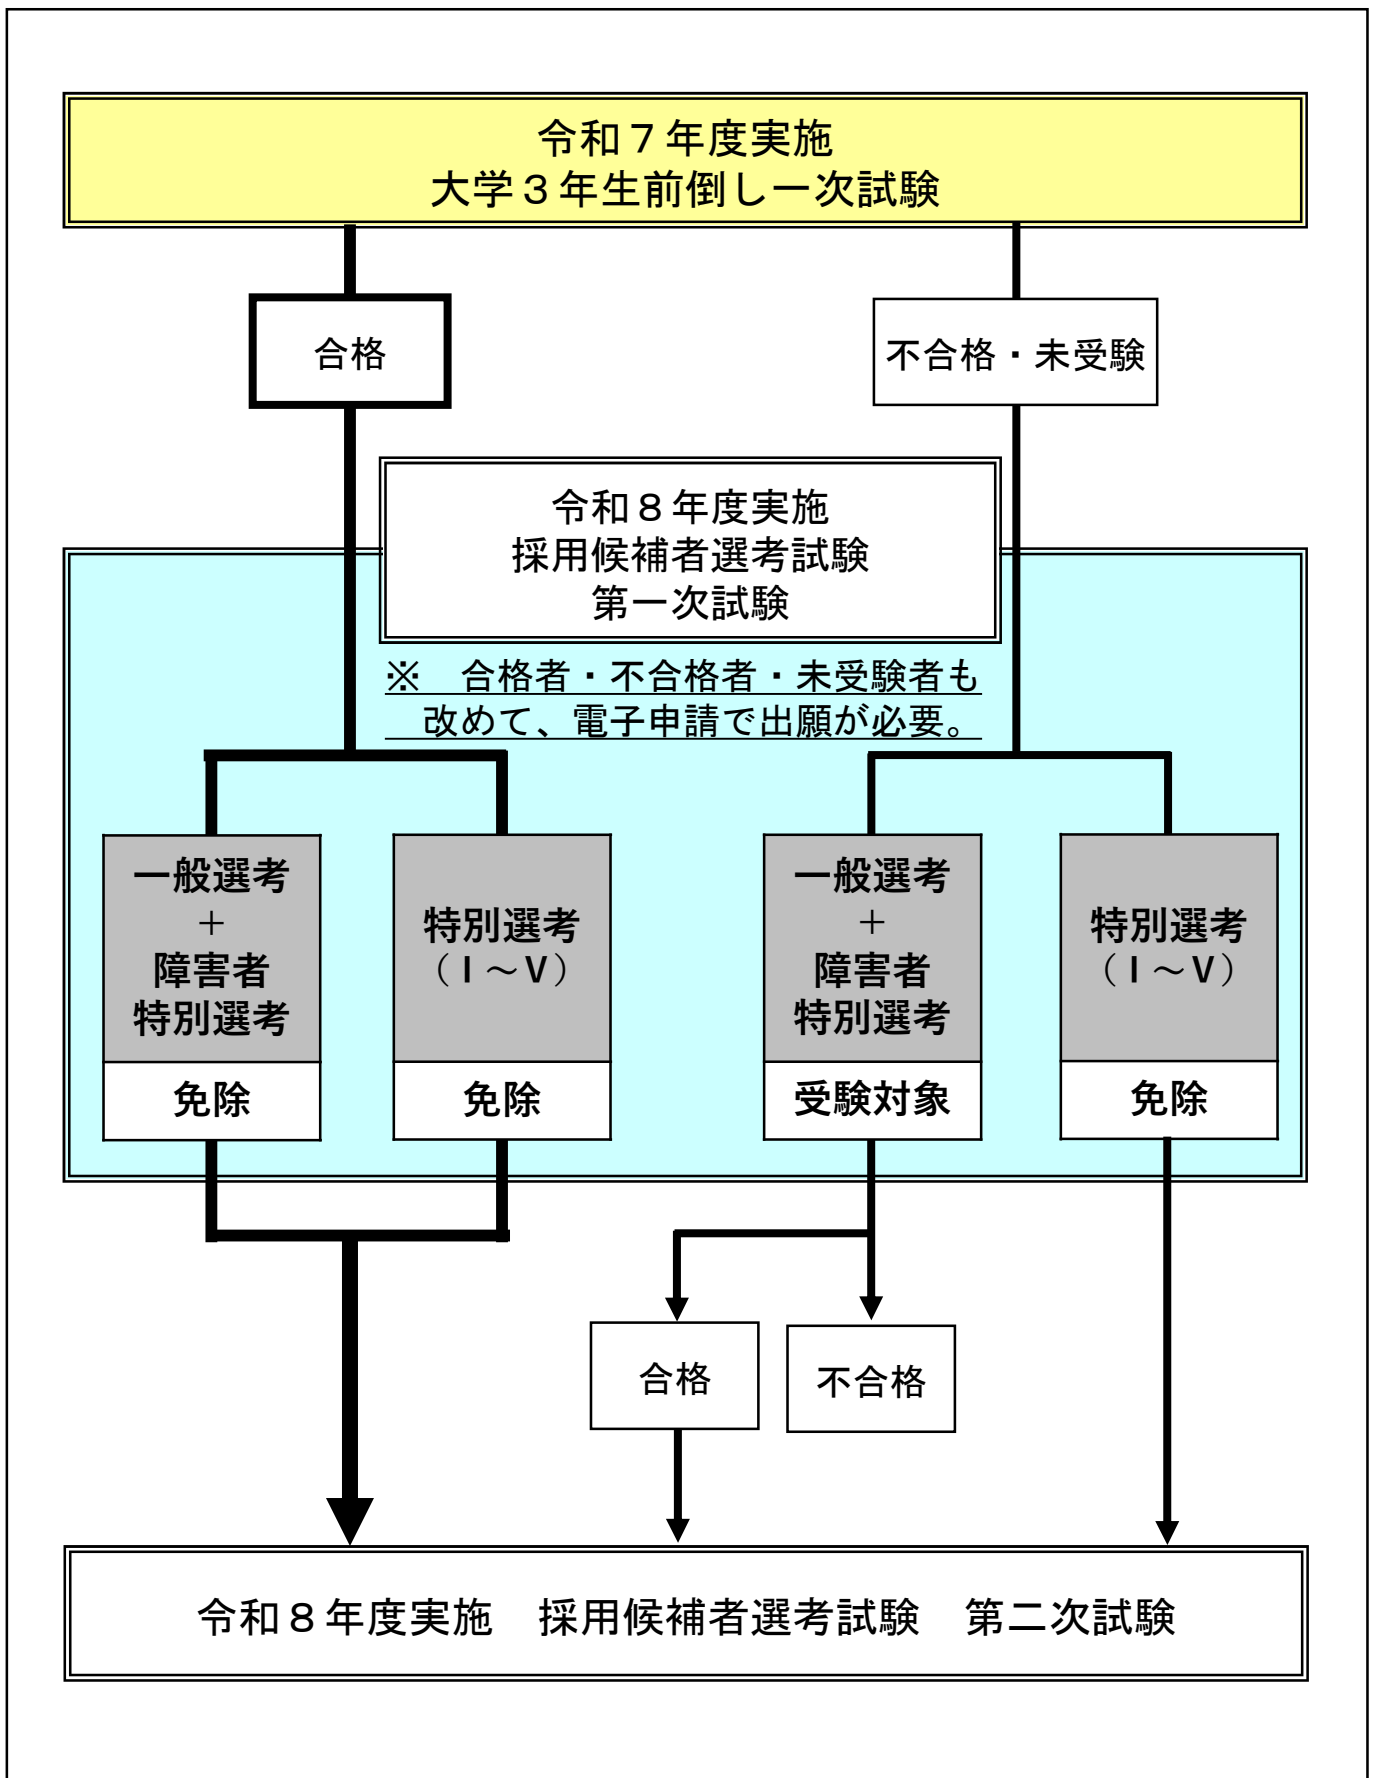 令和７年度実施
大学３年生前倒し一次試験
合格
不合格・未受験
令和８年度実施
採用候補者選考試験
第一次試験
※　合格者・不合格者・未受験者も
改めて、電子申請で出願が必要。
一般選考
＋
障害者
特別選考
免除
特別選考
（Ⅰ～Ⅴ）
免除
一般選考
＋
障害者
特別選考
受験対象
特別選考
（Ⅰ～Ⅴ）
免除
合格
不合格
令和８年度実施　採用候補者選考試験　第二次試験